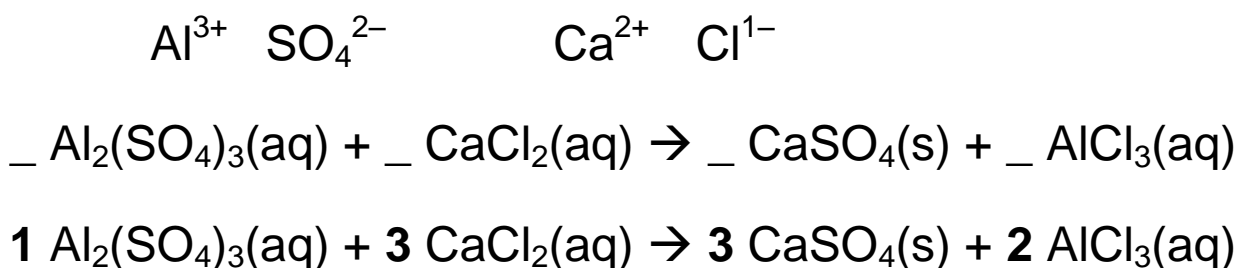 Al³⁺ SO₄²⁻ Ca²⁺ Cl¹⁻
_ Al₂(SO₄)₃(aq) + _ CaCl₂(aq) → _ CaSO₄(s) + _ AlCl₃(aq)
1 Al₂(SO₄)₃(aq) + 3 CaCl₂(aq) → 3 CaSO₄(s) + 2 AlCl₃(aq)